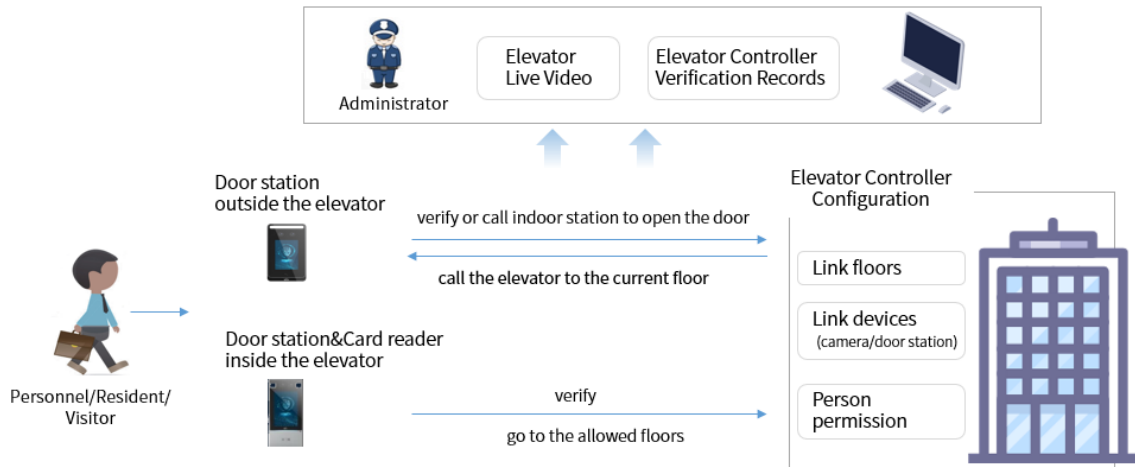 Administrator
Elevator
Live Video
Elevator Controller
Verification Records
Door station
outside the elevator
verify or call indoor station to open the door
call the elevator to the current floor
Elevator Controller
Configuration
Link floors
Link devices
(camera/door station)
Person
permission
Personnel/Resident/
Visitor
Door station&Card reader
inside the elevator
verify
go to the allowed floors